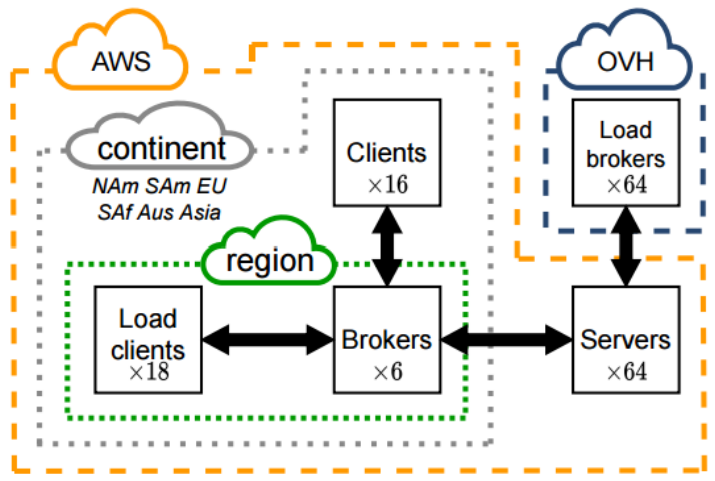 AWS
OVH
continent
NAm SAm EU
SAf Aus Asia
Clients
×16
Load
brokers
×64
region
Load
clients
×18
Brokers
×6
Servers
×64